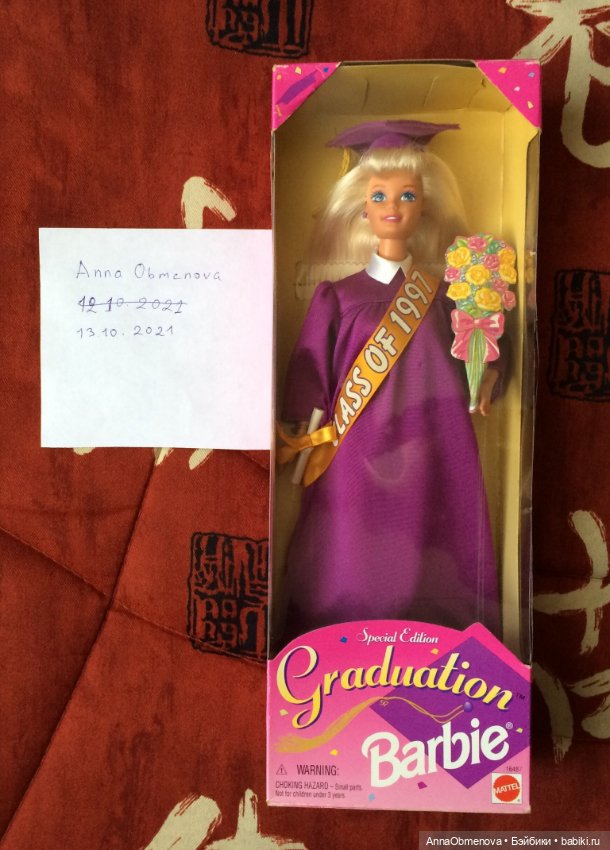 Anna Obmenova
12 10. 2021
13.10.2021
CLASS OF 1997
Special Edition
Graduation™
Barbie®
WARNING:
CHOKING HAZARD – Small parts.
Not for children under 3 years
MATTEL
AnnaObmenova • Бэйбики • babiki.ru